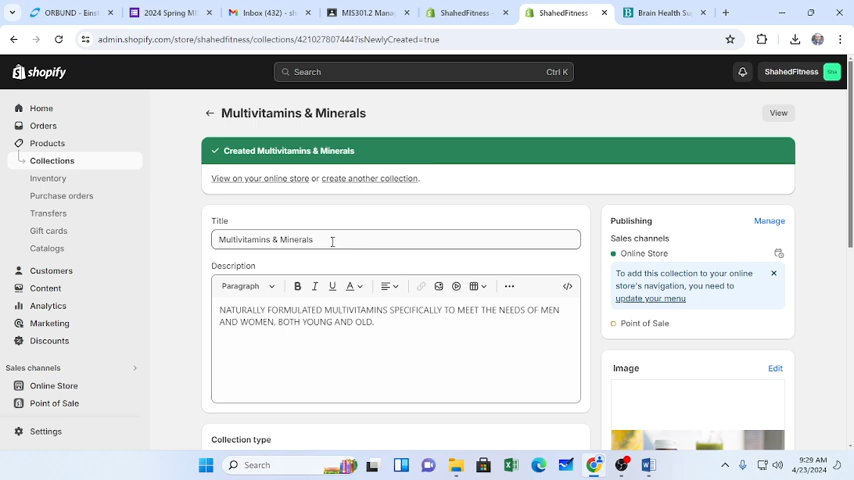 ORBUND - Einst
2024 Spring MI
Inbox (432) - sh
MIS301.2 Mana
ShahedFitness -
ShahedFitness -
Brain Health Su
admin.shopify.com/store/shahedfitness/collections/421027807444?isNewlyCreated=true
shopify
Search
Ctrl K
ShahedFitness
Sha
Home
Orders
Products
Collections
Inventory
Purchase orders
Transfers
Gift cards
Catalogs
Customers
Content
Analytics
Marketing
Discounts
Sales channels
Online Store
Point of Sale
Settings
Multivitamins & Minerals
View
Created Multivitamins & Minerals
View on your online store or create another collection.
Title
Multivitamins & Minerals
Description
Paragraph
B I U A
NATURALLY FORMULATED MULTIVITAMINS SPECIFICALLY TO MEET THE NEEDS OF MEN
AND WOMEN. BOTH YOUNG AND OLD.
Collection type
Publishing
Manage
Sales channels
Online Store
To add this collection to your online
store's navigation, you need to
update your menu
Point of Sale
Image
Edit
Search
9:29 AM
4/23/2024